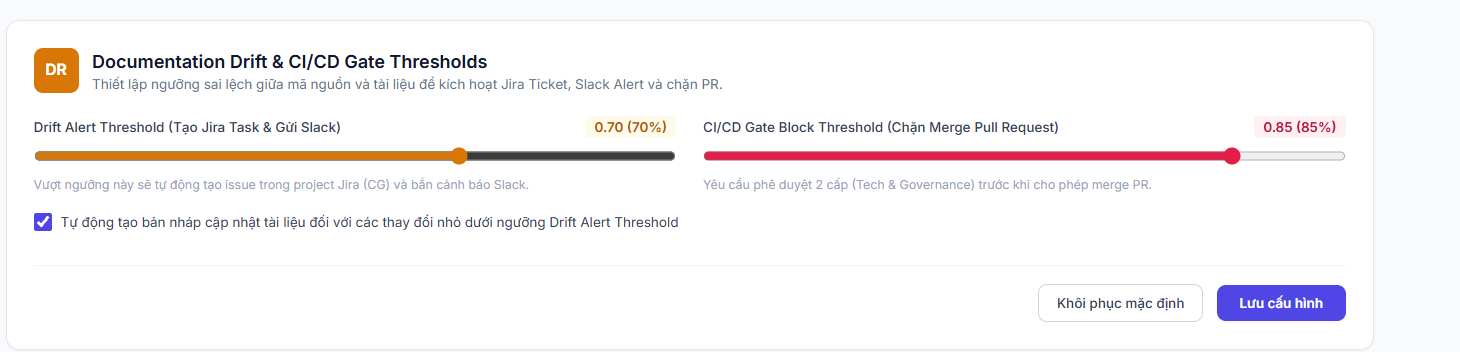 DR
Documentation Drift & CI/CD Gate Thresholds
Thiết lập ngưỡng sai lệch giữa mã nguồn và tài liệu để kích hoạt Jira Ticket, Slack Alert và chặn PR.
Drift Alert Threshold (Tạo Jira Task & Gửi Slack)
0.70 (70%)
Vượt ngưỡng này sẽ tự động tạo issue trong project Jira (CG) và bắn cảnh báo Slack.
CI/CD Gate Block Threshold (Chặn Merge Pull Request)
0.85 (85%)
Yêu cầu phê duyệt 2 cấp (Tech & Governance) trước khi cho phép merge PR.
Tự động tạo bản nháp cập nhật tài liệu đối với các thay đổi nhỏ dưới ngưỡng Drift Alert Threshold
Khôi phục mặc định
Lưu cấu hình